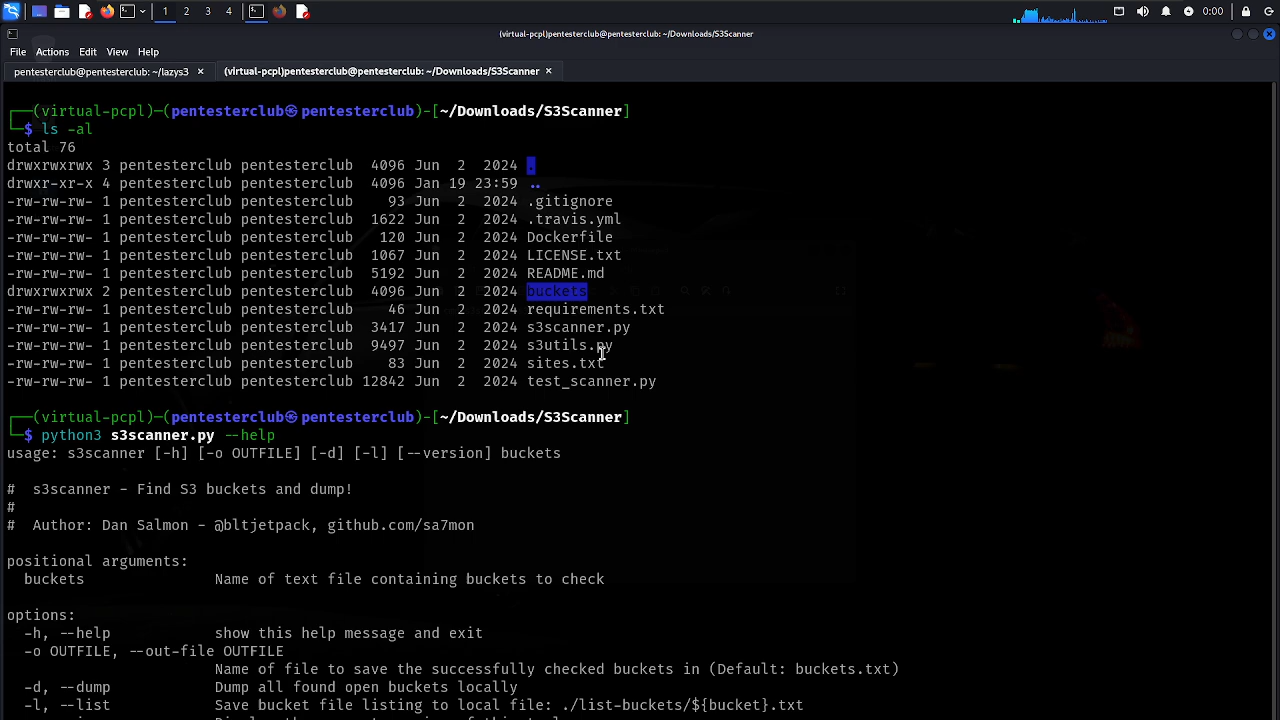 1 2 3 4 0:00
(virtual-pcpl)pentesterclub@pentesterclub: ~/Downloads/S3Scanner
File Actions Edit View Help
pentesterclub@pentesterclub: ~/lazys3 × (virtual-pcpl)pentesterclub@pentesterclub: ~/Downloads/S3Scanner ×
┌──(virtual-pcpl)─(pentesterclub㉿pentesterclub)-[~/Downloads/S3Scanner]
└─$ ls -al
total 76
drwxrwxrwx 3 pentesterclub pentesterclub  4096 Jun  2  2024 .
drwxr-xr-x 4 pentesterclub pentesterclub  4096 Jan 19 23:59 ..
-rw-rw-rw- 1 pentesterclub pentesterclub    93 Jun  2  2024 .gitignore
-rw-rw-rw- 1 pentesterclub pentesterclub  1622 Jun  2  2024 .travis.yml
-rw-rw-rw- 1 pentesterclub pentesterclub   120 Jun  2  2024 Dockerfile
-rw-rw-rw- 1 pentesterclub pentesterclub  1067 Jun  2  2024 LICENSE.txt
-rw-rw-rw- 1 pentesterclub pentesterclub  5192 Jun  2  2024 README.md
drwxrwxrwx 2 pentesterclub pentesterclub  4096 Jun  2  2024 buckets
-rw-rw-rw- 1 pentesterclub pentesterclub    46 Jun  2  2024 requirements.txt
-rw-rw-rw- 1 pentesterclub pentesterclub  3417 Jun  2  2024 s3scanner.py
-rw-rw-rw- 1 pentesterclub pentesterclub  9497 Jun  2  2024 s3utils.py
-rw-rw-rw- 1 pentesterclub pentesterclub    83 Jun  2  2024 sites.txt
-rw-rw-rw- 1 pentesterclub pentesterclub 12842 Jun  2  2024 test_scanner.py
┌──(virtual-pcpl)─(pentesterclub㉿pentesterclub)-[~/Downloads/S3Scanner]
└─$ python3 s3scanner.py --help
usage: s3scanner [-h] [-o OUTFILE] [-d] [-l] [--version] buckets
#  s3scanner - Find S3 buckets and dump!
#
#  Author: Dan Salmon - @bltjetpack, github.com/sa7mon
positional arguments:
buckets               Name of text file containing buckets to check
options:
-h, --help            show this help message and exit
-o OUTFILE, --out-file OUTFILE
Name of file to save the successfully checked buckets in (Default: buckets.txt)
-d, --dump            Dump all found open buckets locally
-l, --list            Save bucket file listing to local file: ./list-buckets/${bucket}.txt